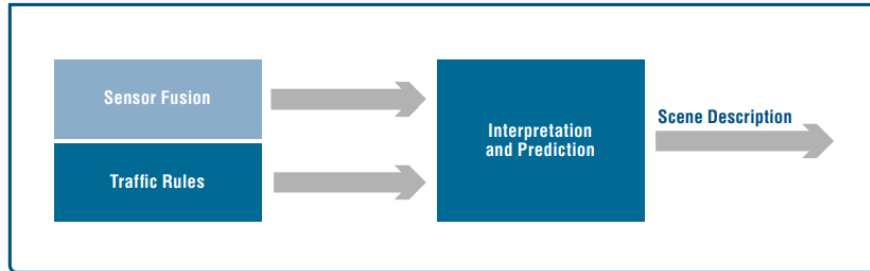 Sensor Fusion
Traffic Rules
Interpretation
and Prediction
Scene Description